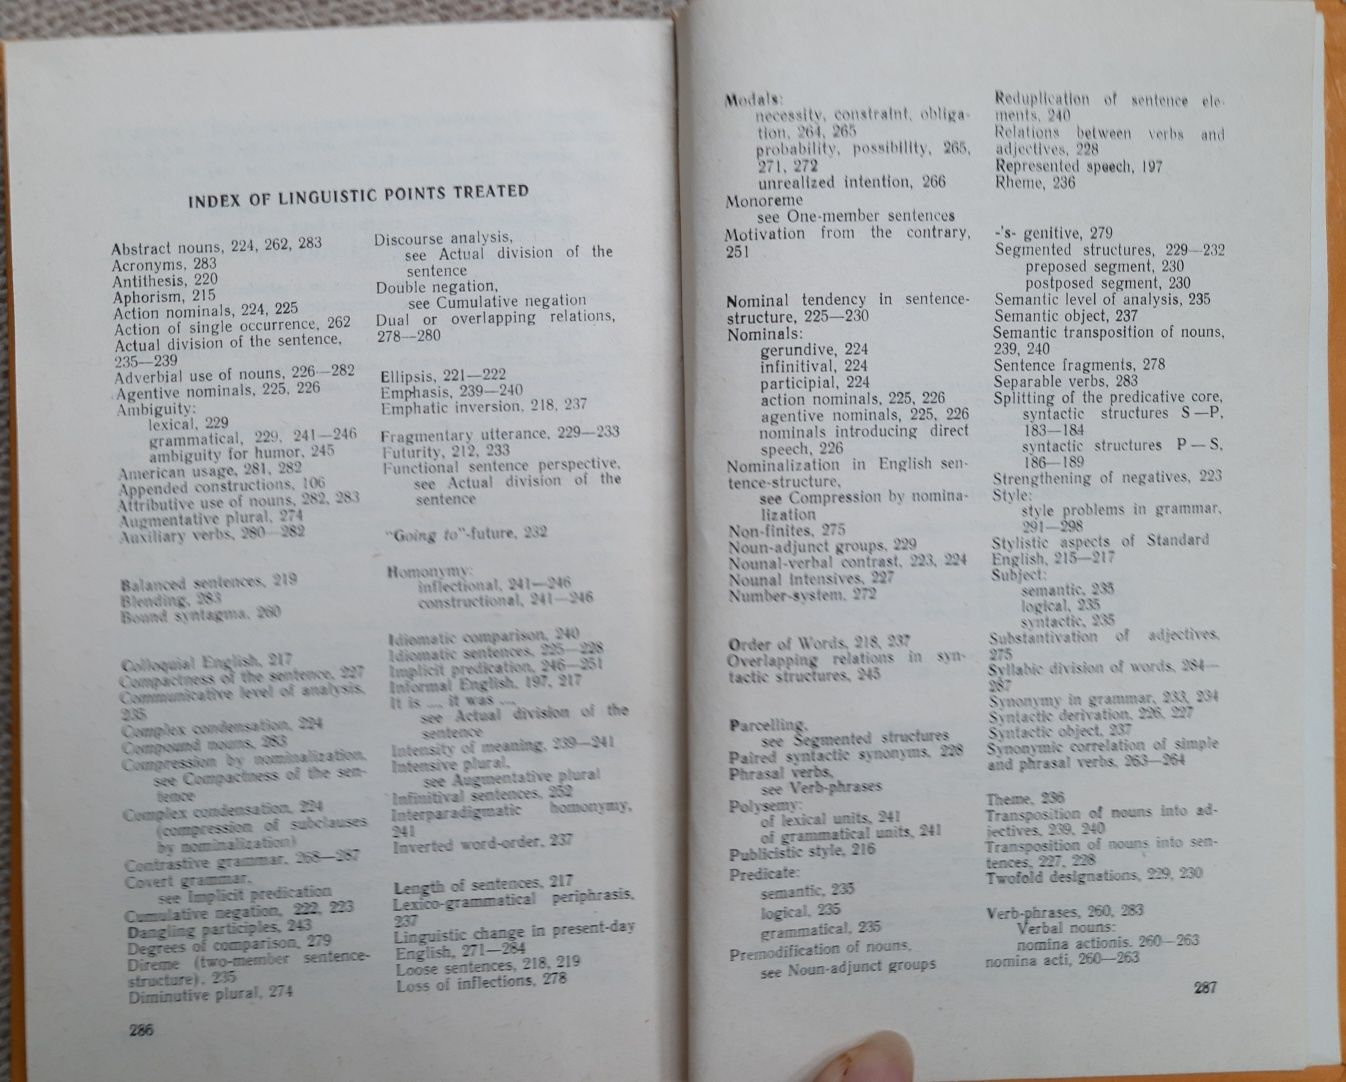 INDEX OF LINGUISTIC POINTS TREATED
Abstract nouns, 224, 262, 283
Acronyms, 283
Antithesis, 220
Aphorism, 215
Action nominals, 224, 225
Action of single occurrence, 262
Actual division of the sentence,
235—239
Adverbial use of nouns, 226—282
Agentive nominals, 225, 226
Ambiguity:
lexical, 229
grammatical, 229, 241—246
ambiguity for humor, 245
American usage, 281, 282
Appended constructions, 106
Attributive use of nouns, 282, 283
Augmentative plural, 274
Auxiliary verbs, 280—282
Balanced sentences, 219
Blending, 283
Bound syntagma, 260
Colloquial English, 217
Compactness of the sentence, 227
Communicative level of analysis,
235
Complex condensation, 224
Compound nouns, 283
Compression by nominalization,
see Compactness of the sen-
tence
Complex condensation, 224
(compression of subclauses
by nominalization)
Contrastive grammar, 268—287
Covert grammar,
see Implicit predication
Cumulative negation, 222, 223
Dangling participles, 243
Degrees of comparison, 279
Direme (two-member sentence-
structure), 235
Diminutive plural, 274
286
Discourse analysis,
see Actual division of the
sentence
Double negation,
see Cumulative negation
Dual or overlapping relations,
278—280
Ellipsis, 221—222
Emphasis, 239—240
Emphatic inversion, 218, 237
Fragmentary utterance, 229—233
Futurity, 212, 233
Functional sentence perspective,
see Actual division of the
sentence
"Going to"-future, 232
Homonymy:
inflectional, 241—246
constructional, 241—246
Idiomatic comparison, 240
Idiomatic sentences, 225—228
Implicit predication, 246—251
Informal English, 197, 217
It is ..., it was ...,
see Actual division of the
sentence
Intensity of meaning, 239—241
Intensive plural,
see Augmentative plural
Infinitival sentences, 252
Interparadigmatic homonymy,
241
Inverted word-order, 237
Length of sentences, 217
Lexico-grammatical periphrasis,
237
Linguistic change in present-day
English, 271—284
Loose sentences, 218, 219
Loss of inflections, 278
Modals:
necessity, constraint, obliga-
tion, 264, 265
probability, possibility, 265,
271, 272
unrealized intention, 266
Monoreme
see One-member sentences
Motivation from the contrary,
251
Nominal tendency in sentence-
structure, 225—230
Nominals:
gerundive, 224
infinitival, 224
participial, 224
action nominals, 225, 226
agentive nominals, 225, 226
nominals introducing direct
speech, 226
Nominalization in English sen-
tence-structure,
see Compression by nomina-
lization
Non-finites, 275
Noun-adjunct groups, 229
Nounal-verbal contrast, 223, 224
Nounal Intensives, 227
Number-system, 272
Order of Words, 218, 237
Overlapping relations in syn-
tactic structures, 245
Parcelling,
see Segmented structures
Paired syntactic synonyms, 228
Phrasal verbs,
see Verb-phrases
Polysemy:
of lexical units, 241
of grammatical units, 241
Publicistic style, 216
Predicate:
semantic, 235
logical, 235
grammatical, 235
Premodification of nouns,
see Noun-adjunct groups
Reduplication of sentence ele-
ments, 240
Relations between verbs and
adjectives, 228
Represented speech, 197
Rheme, 236
-'s- genitive, 279
Segmented structures, 229—232
preposed segment, 230
postposed segment, 230
Semantic level of analysis, 235
Semantic object, 237
Semantic transposition of nouns,
239, 240
Sentence fragments, 278
Separable verbs, 283
Splitting of the predicative core,
syntactic structures S—P,
183—184
syntactic structures P—S,
186—189
Strengthening of negatives, 223
Style:
style problems in grammar,
291—298
Stylistic aspects of Standard
English, 215—217
Subject:
semantic, 235
logical, 235
syntactic, 235
Substantivation of adjectives,
275
Syllabic division of words, 284—
287
Synonymy in grammar, 233, 234
Syntactic derivation, 226, 227
Syntactic object, 237
Synonymic correlation of simple
and phrasal verbs, 263—264
Theme, 236
Transposition of nouns into ad-
jectives, 239, 240
Transposition of nouns into sen-
tences, 227, 228
Twofold designations, 229, 230
Verb-phrases, 260, 283
Verbal nouns:
nomina actionis. 260—263
nomina acti, 260—263
287